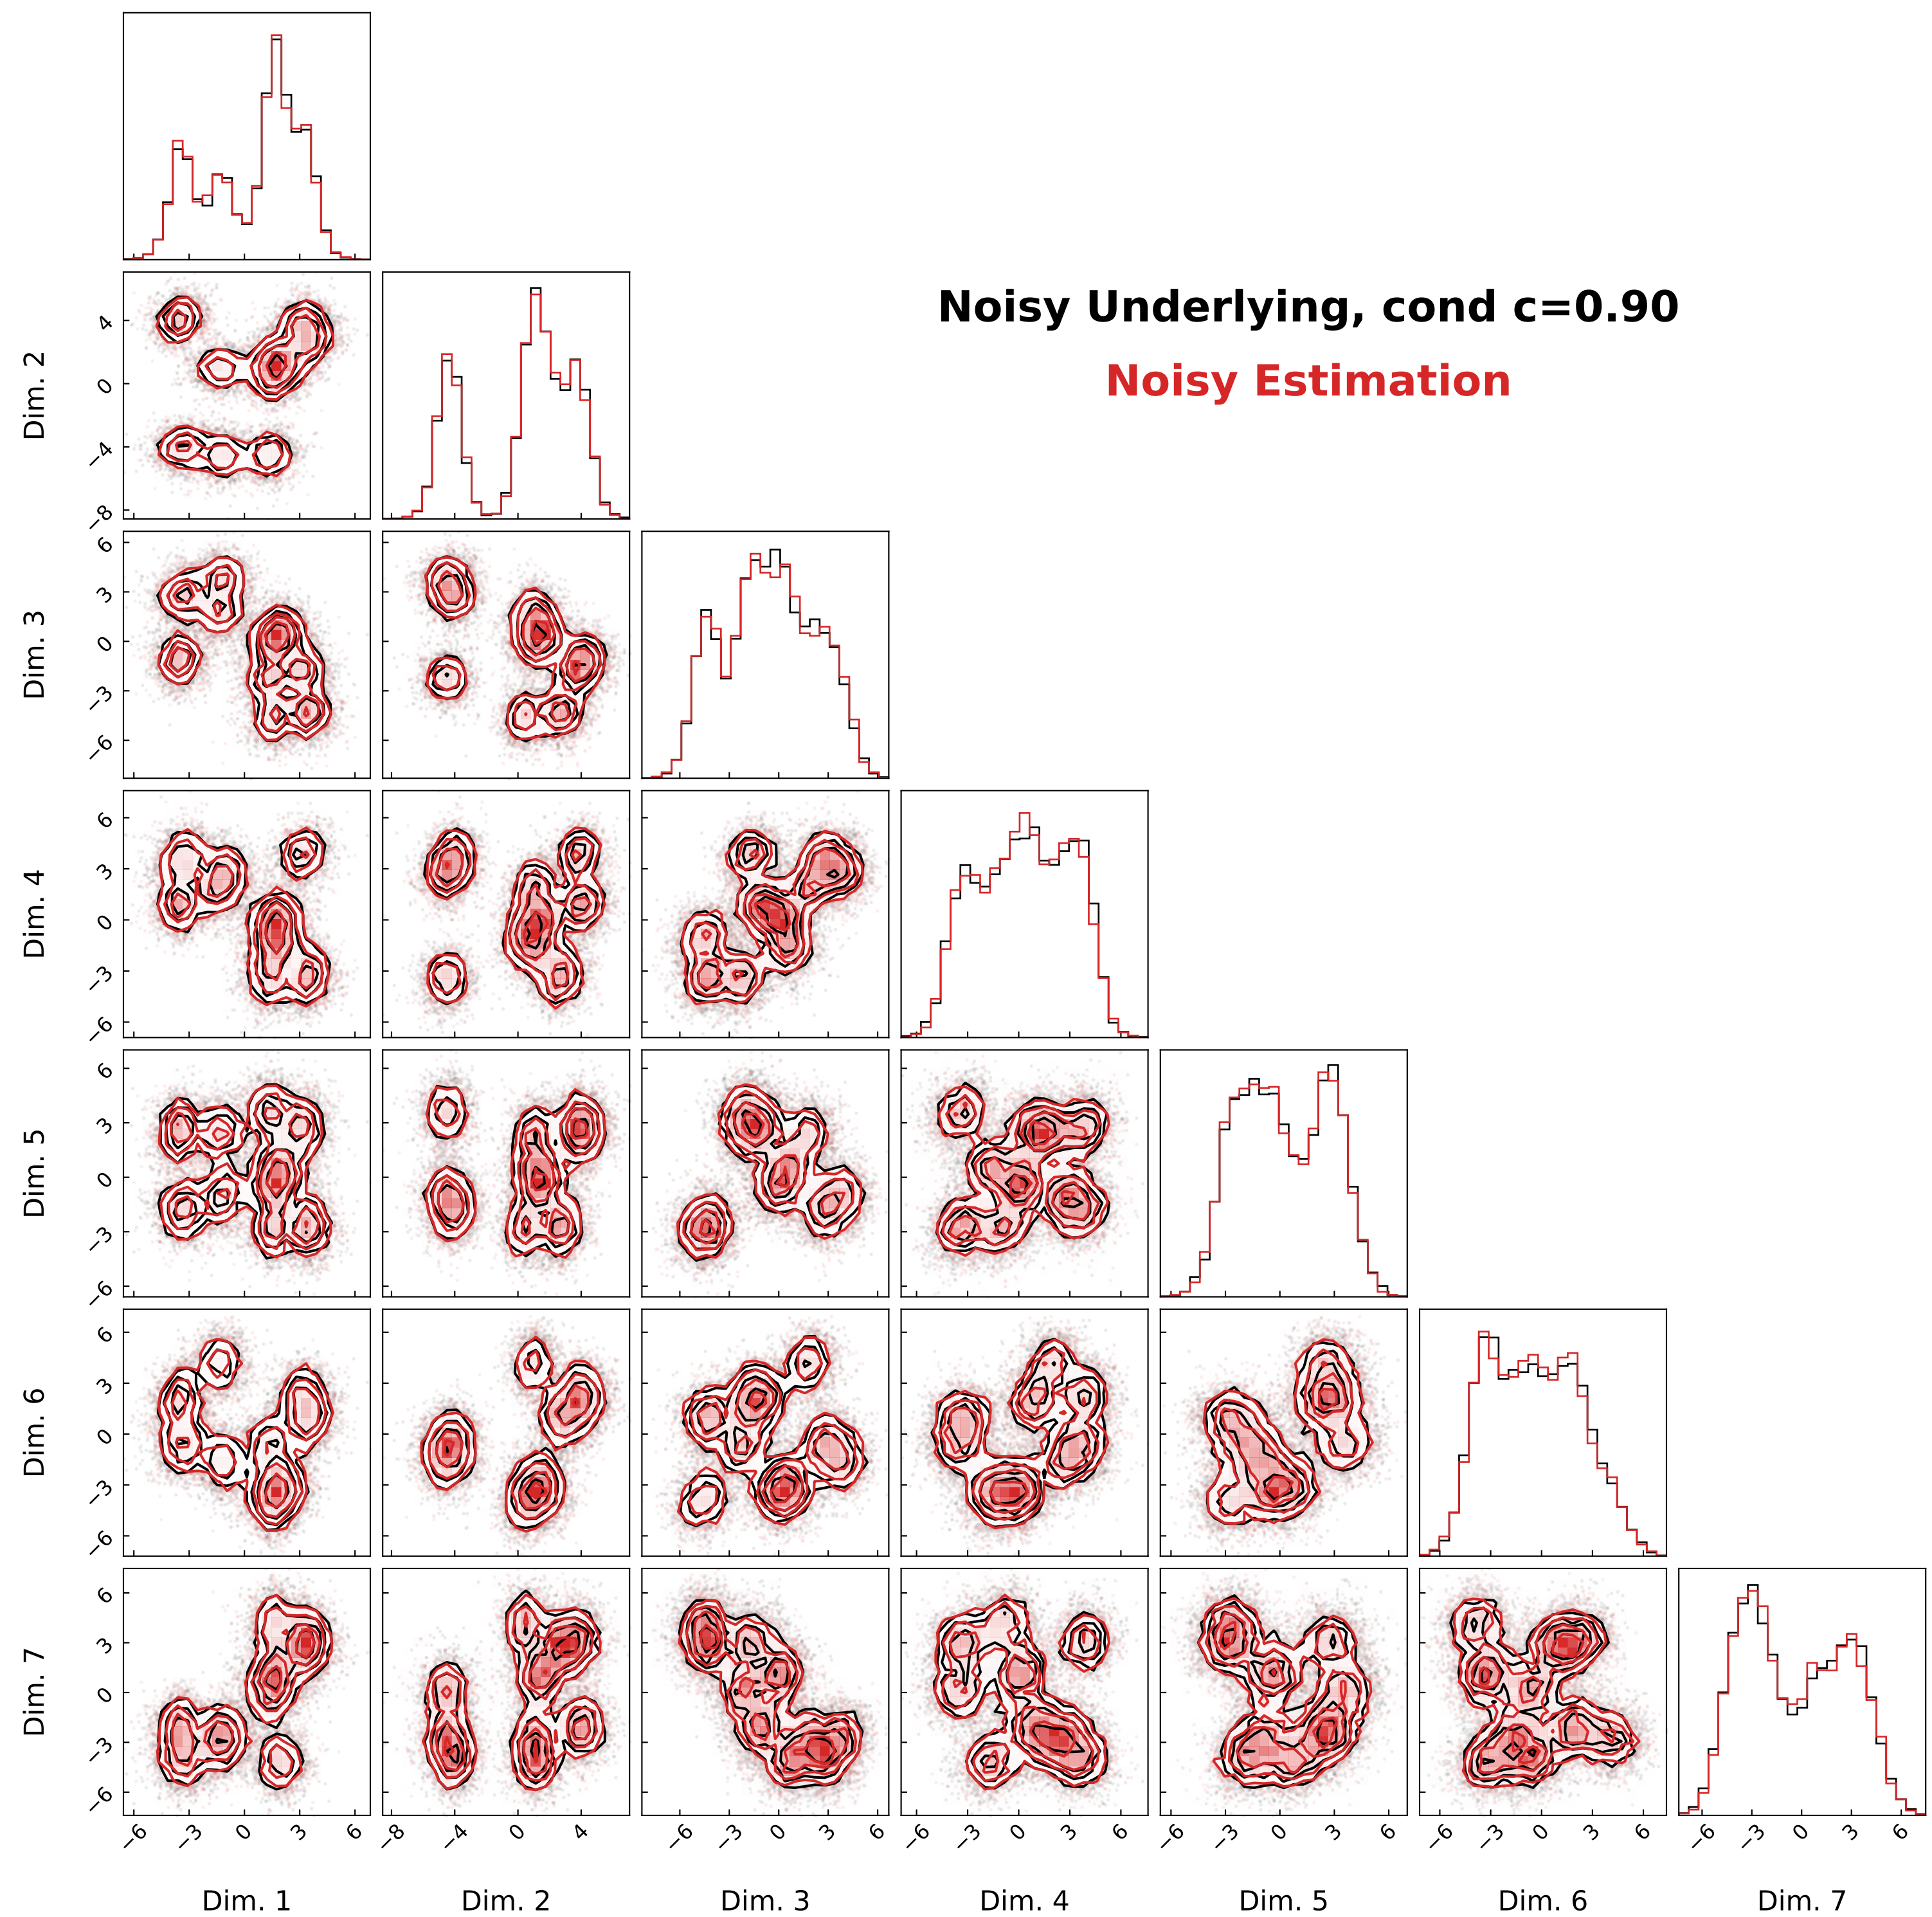 Noisy Underlying, cond c=0.90
Noisy Estimation
Dim. 2
4
0
−4
−8
Dim. 3
6
3
0
−3
−6
Dim. 4
6
3
0
−3
−6
Dim. 5
6
3
0
−3
−6
Dim. 6
6
3
0
−3
−6
Dim. 7
6
3
0
−3
−6
−6 −3 0 3 6 −8 −4 0 4 −6 −3 0 3 6 −6 −3 0 3 6 −6 −3 0 3 6 −6 −3 0 3 6 −6 −3 0 3 6
Dim. 1 Dim. 2 Dim. 3 Dim. 4 Dim. 5 Dim. 6 Dim. 7